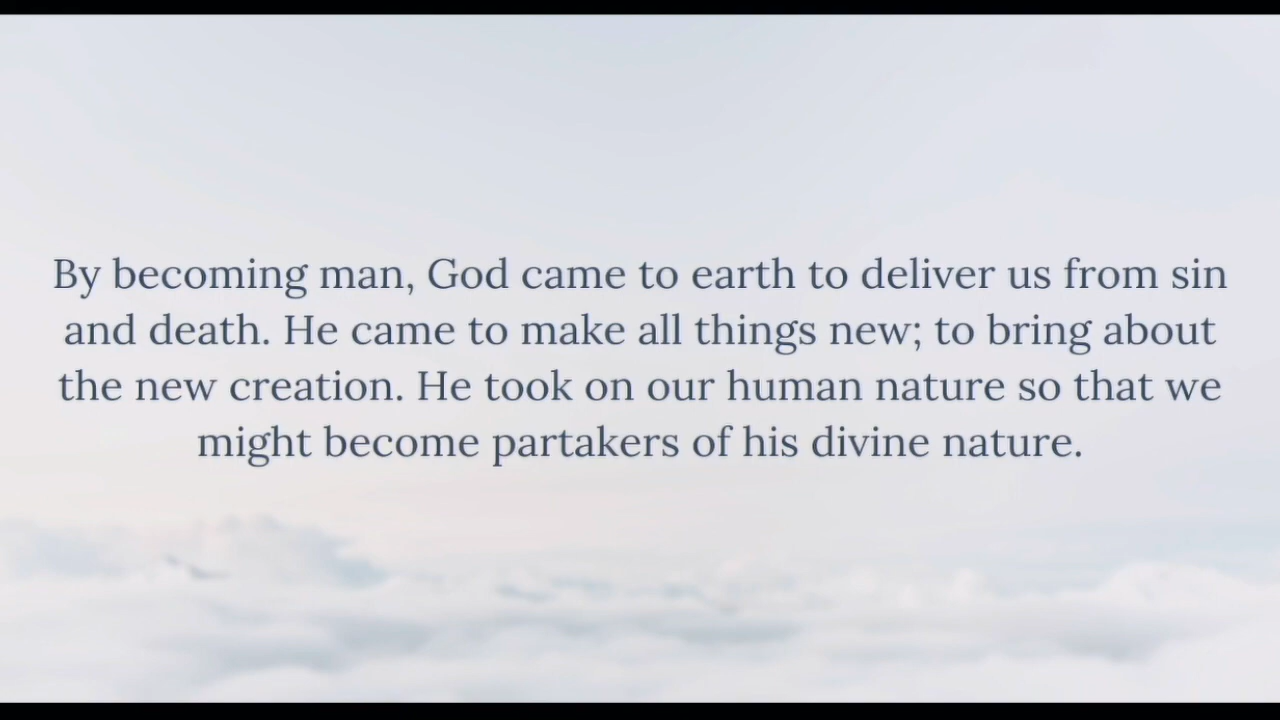 By becoming man, God came to earth to deliver us from sin
and death. He came to make all things new; to bring about
the new creation. He took on our human nature so that we
might become partakers of his divine nature.